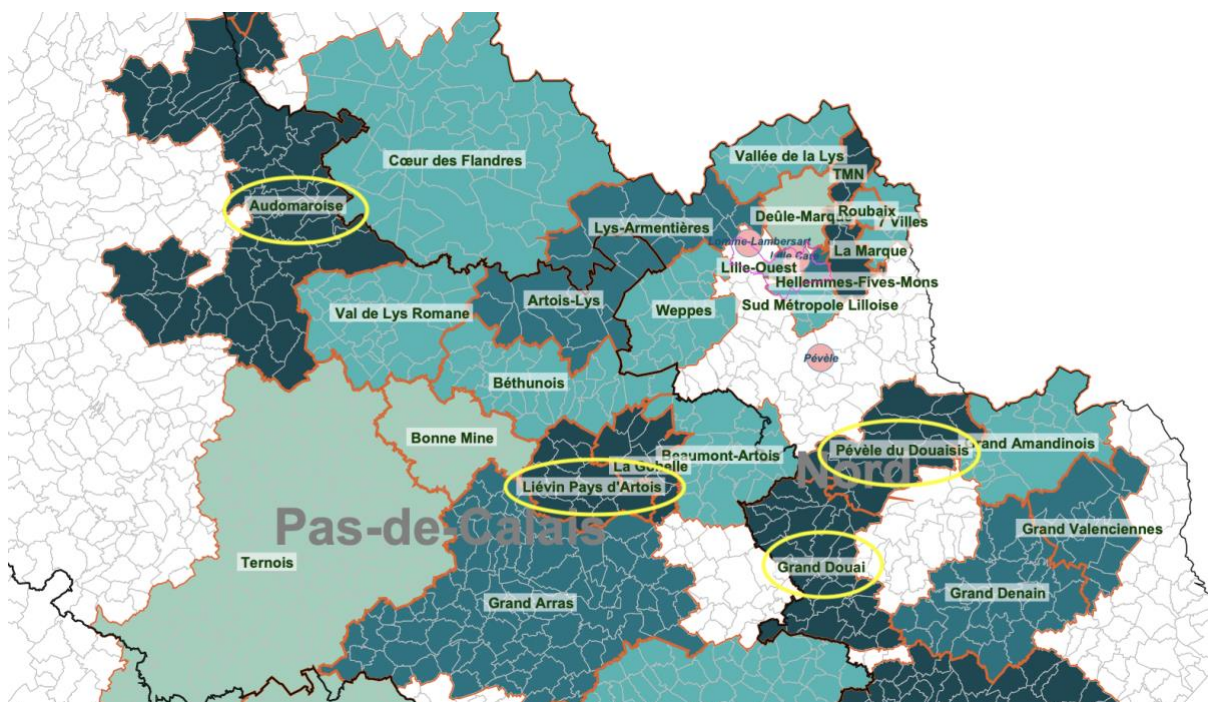 Cœur des Flandres
Vallée de la Lys
TMN
Audomaroise
Roubaix
Deûle-Marque
7 Villes
Lys-Armentières
Lomme-Lambersart
La Marque
Lille-Ouest
Hellemmes-Fives-Mons
Artois-Lys
Val de Lys Romane
Weppes
Sud Métropole Lilloise
Pévèle
Béthunois
Bonne Mine
Beaumont-Artois
Pévèle du Douaisis
Grand Amandinois
La Gohelle
Nord
Liévin Pays d'Artois
Pas-de-Calais
Grand Valenciennes
Ternois
Grand Douai
Grand Arras
Grand Denain